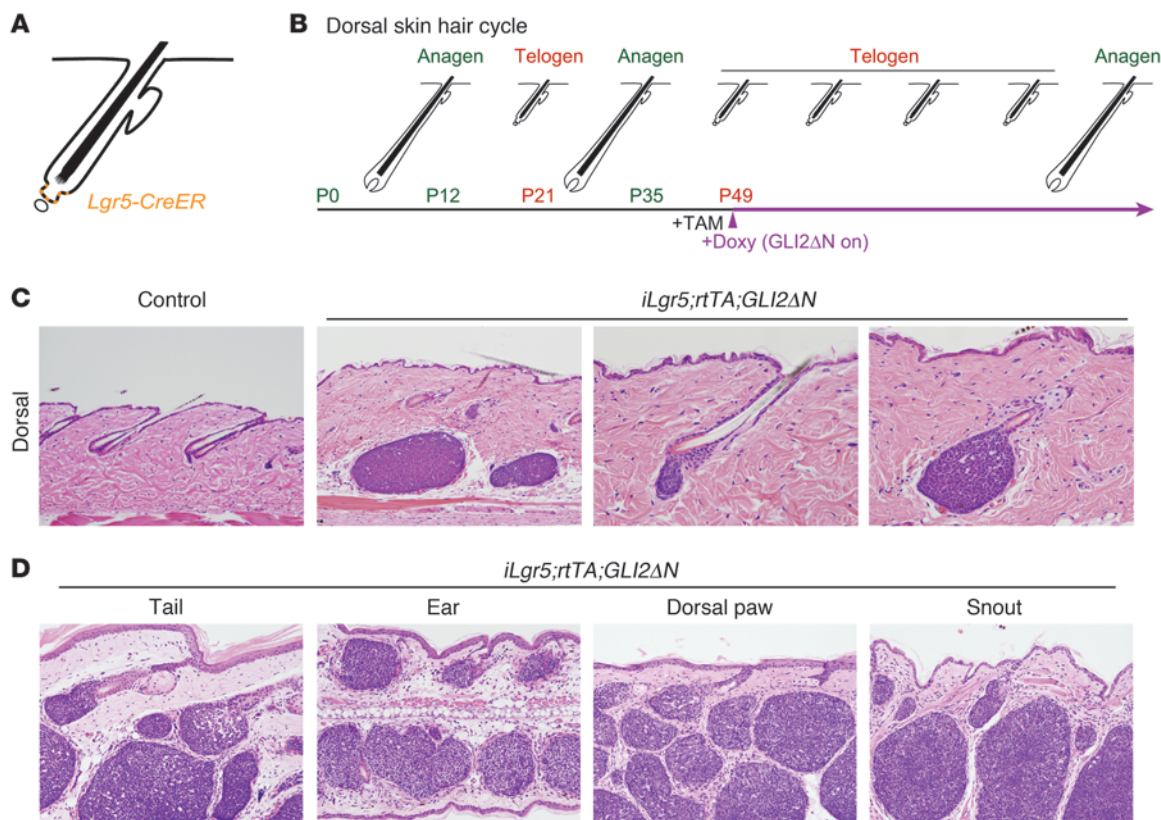 A
Lgr5-CreER
B Dorsal skin hair cycle
Anagen Telogen Anagen Telogen Anagen
P0 P12 P21 P35 P49
+TAM
+Doxy (GLI2ΔN on)
C Control iLgr5;rtTA;GLI2ΔN
Dorsal
D iLgr5;rtTA;GLI2ΔN
Tail Ear Dorsal paw Snout